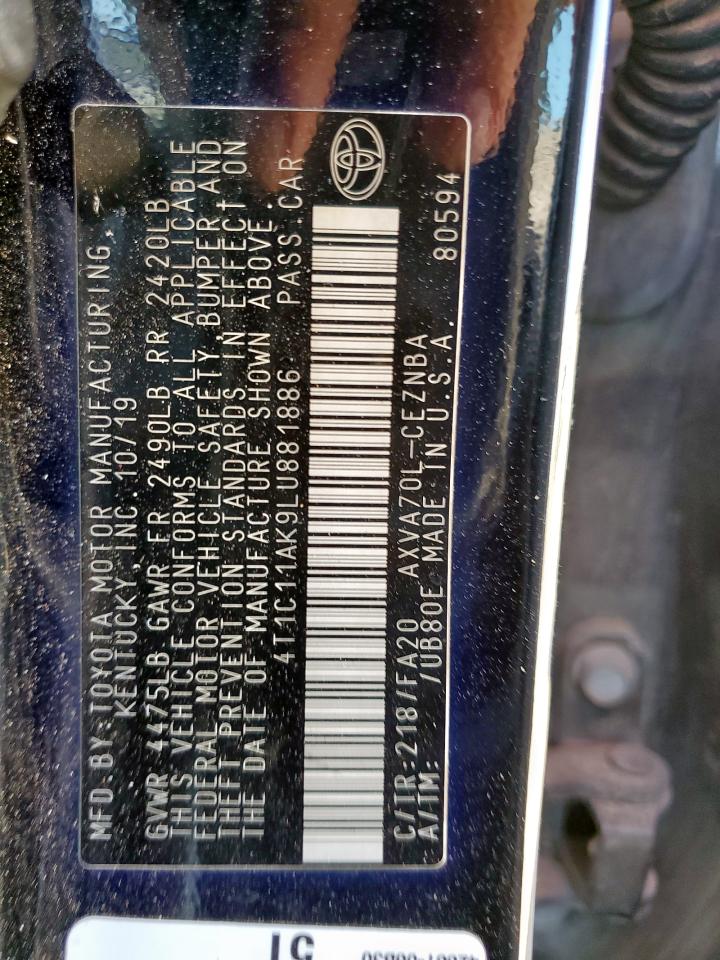 MFD. BY: TOYOTA MOTOR MANUFACTURING,
KENTUCKY, INC. 10/19
GVWR 4475LB GAWR FR 2490LB RR 2420LB
THIS VEHICLE CONFORMS TO ALL APPLICABLE
FEDERAL MOTOR VEHICLE SAFETY, BUMPER AND
THEFT PREVENTION STANDARDS IN EFFECT ON
THE DATE OF MANUFACTURE SHOWN ABOVE.
4T1C11AK9LU881886 PASS.CAR
C/TR:218/FA20 AXVA70L-CEZNBA
A/TM: /UB80E MADE IN U.S.A. 80594
51